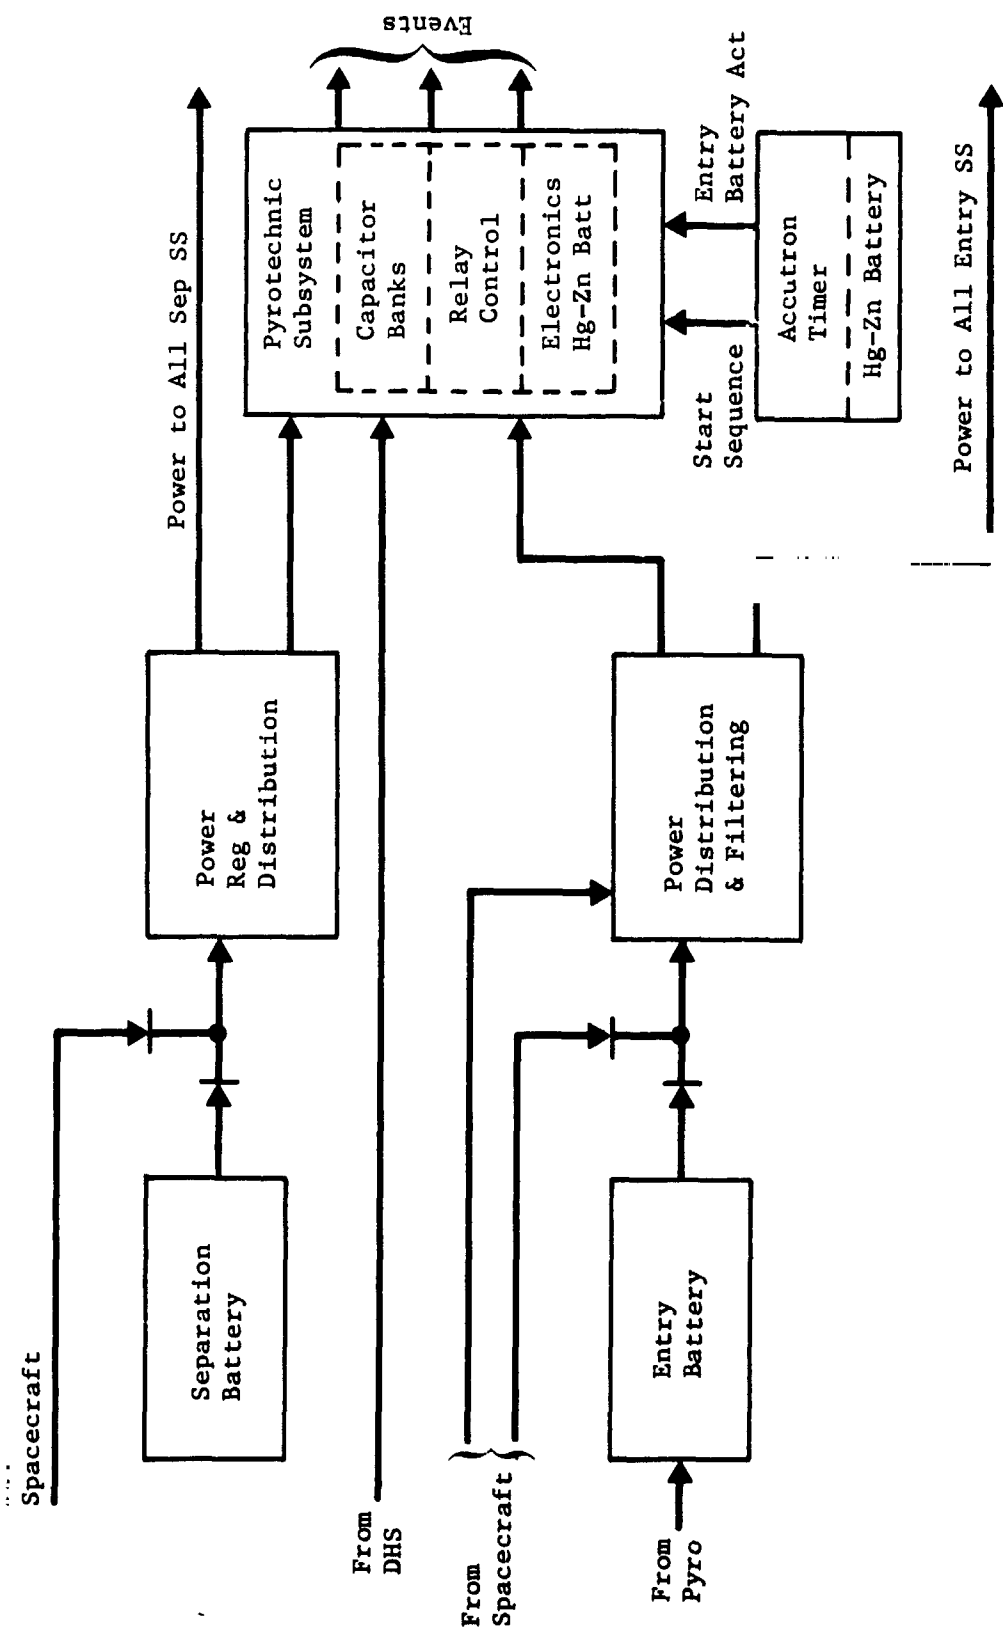 Spacecraft
Separation
Battery
Power
Reg &
Distribution
Power to All Sep SS
From
DHS
Pyrotechnic
Subsystem
Capacitor
Banks
Relay
Control
Electronics
Hg-Zn Batt
Events
From
Spacecraft
From
Pyro
Entry
Battery
Power
Distribution
& Filtering
Start
Sequence
Entry
Battery Act
Accutron
Timer
Hg-Zn Battery
Power to All Entry SS